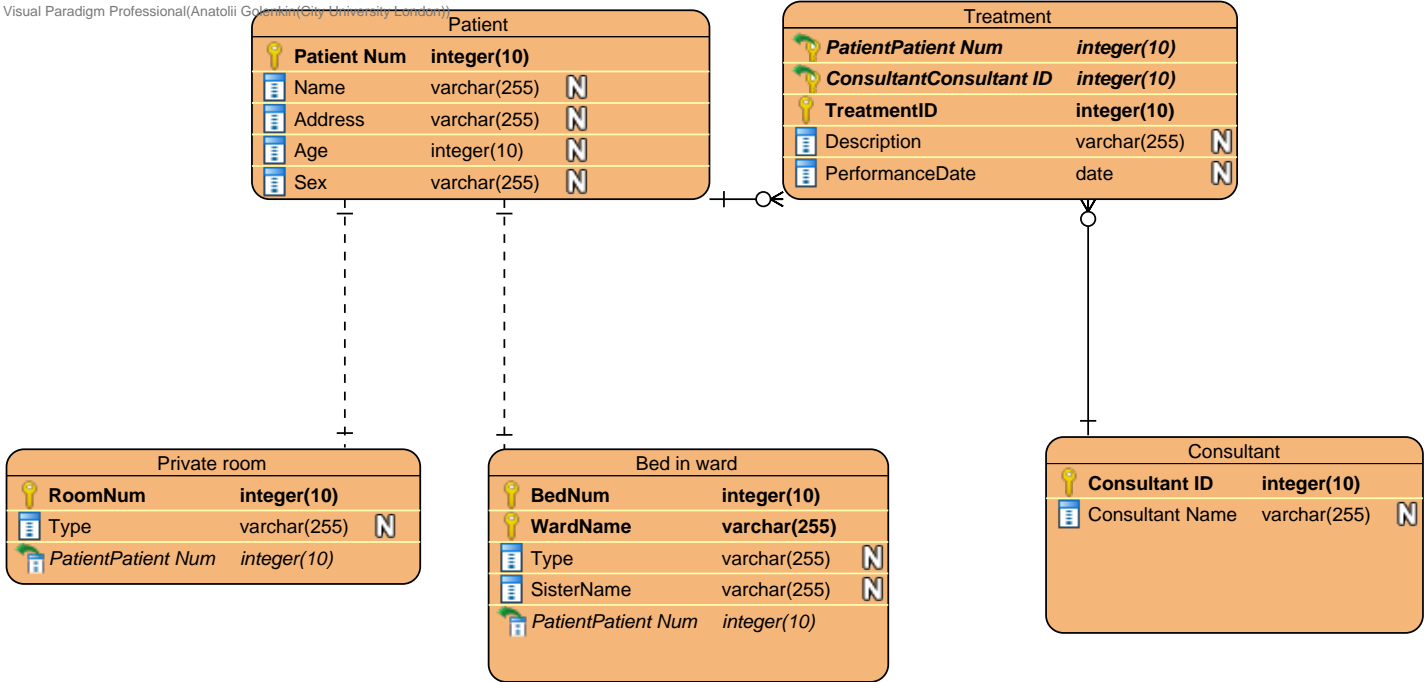 Visual Paradigm Professional(Anatolii Golenkin(City University London))
Patient
Patient Num integer(10)
Name varchar(255) N
Address varchar(255) N
Age integer(10) N
Sex varchar(255) N
Treatment
PatientPatient Num integer(10)
ConsultantConsultant ID integer(10)
TreatmentID integer(10)
Description varchar(255) N
PerformanceDate date N
Private room
RoomNum integer(10)
Type varchar(255) N
PatientPatient Num integer(10)
Bed in ward
BedNum integer(10)
WardName varchar(255)
Type varchar(255) N
SisterName varchar(255) N
PatientPatient Num integer(10)
Consultant
Consultant ID integer(10)
Consultant Name varchar(255) N